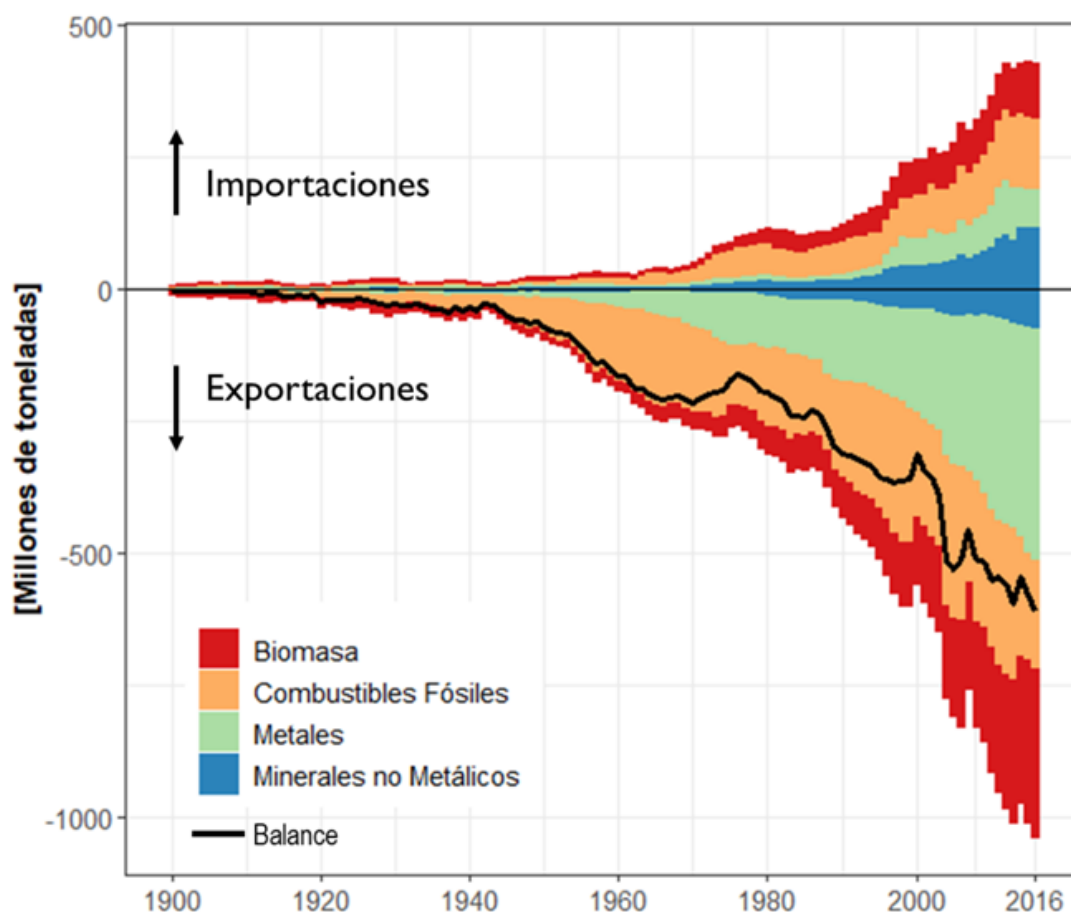 500
0
-500
-1000
[Millones de toneladas]
Importaciones
Exportaciones
Biomasa
Combustibles Fósiles
Metales
Minerales no Metálicos
Balance
1900 1920 1940 1960 1980 2000 2016